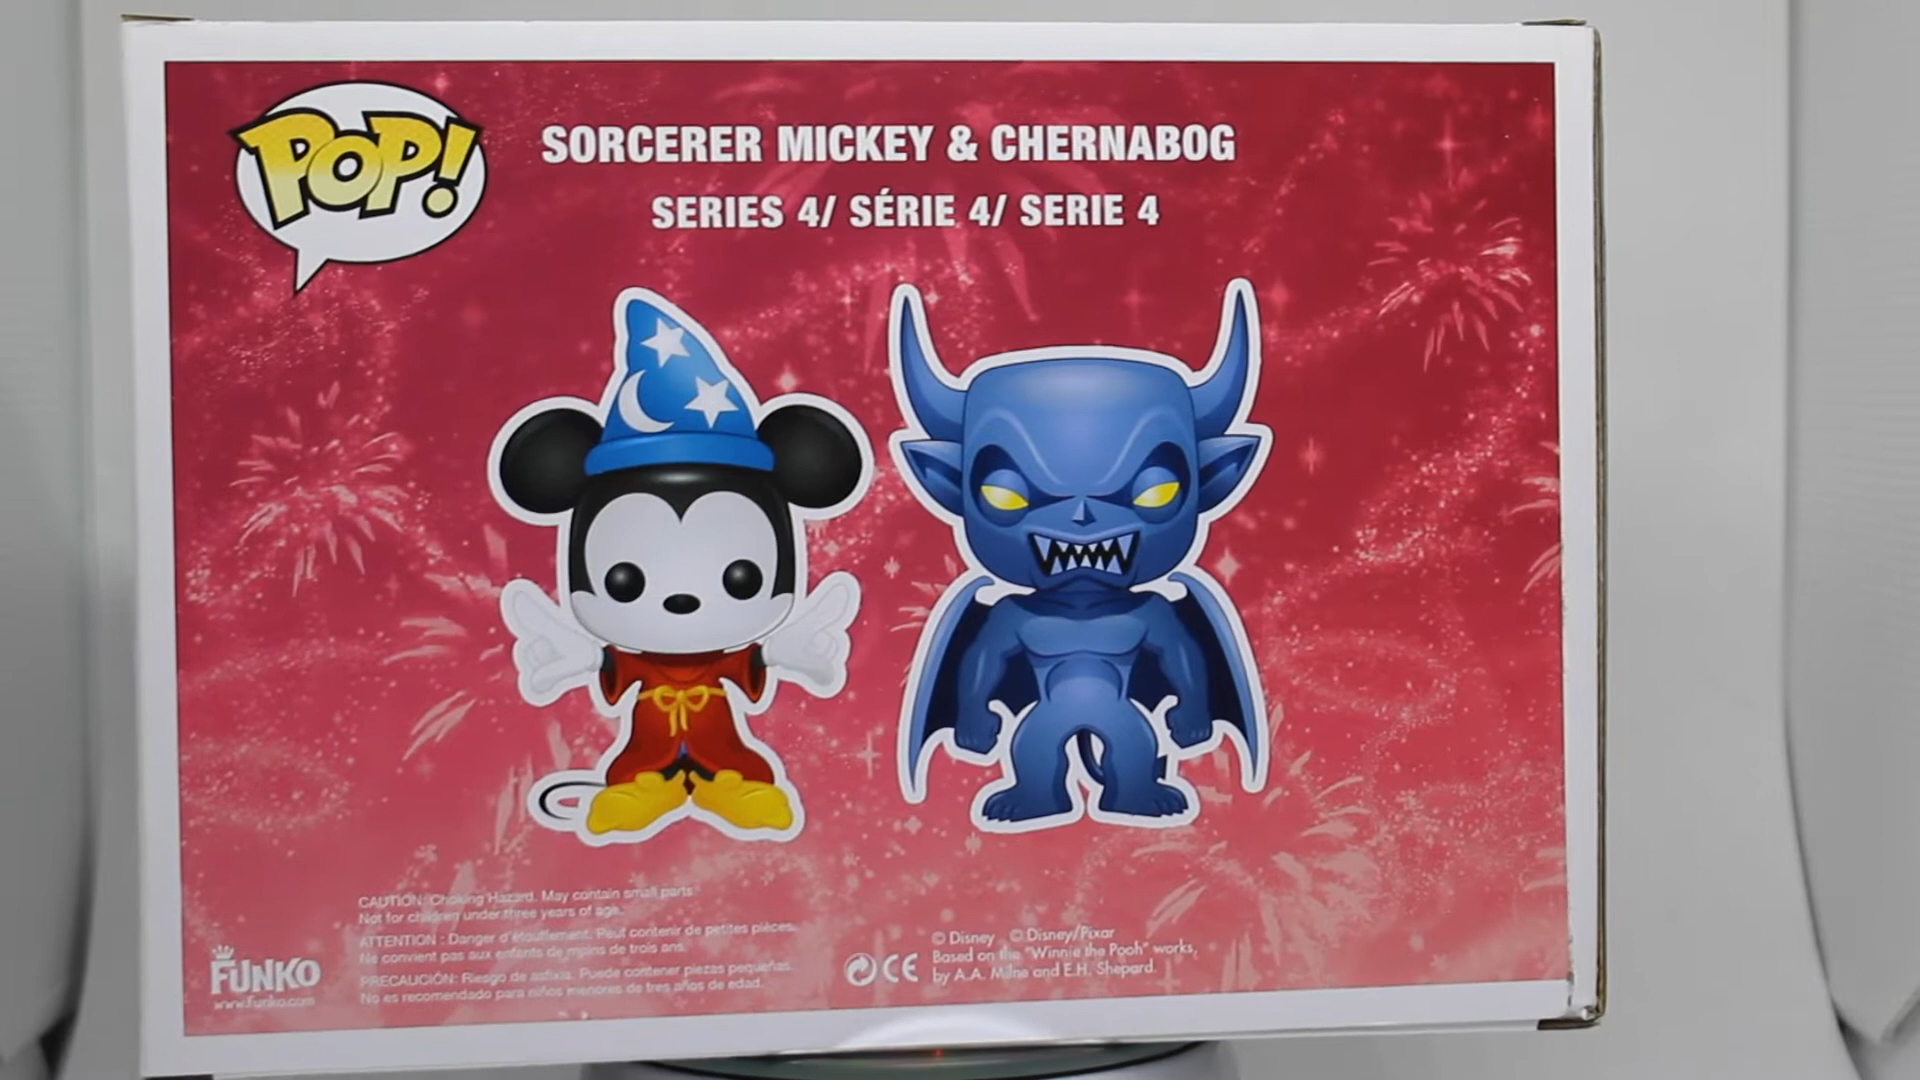 POP!
SORCERER MICKEY & CHERNABOG
SERIES 4/ SÉRIE 4/ SERIE 4
CAUTION: Choking Hazard. May contain small parts.
Not for children under three years of age.
ATTENTION : Danger d'étouffement. Peut contenir de petites pièces.
Ne convient pas aux enfants de moins de trois ans.
PRECAUCIÓN: Riesgo de asfixia. Puede contener piezas pequeñas.
No es recomendado para niños menores de tres años de edad.
FUNKO
www.funko.com
CE
© Disney © Disney/Pixar
Based on the "Winnie the Pooh" works,
by A.A. Milne and E.H. Shepard.